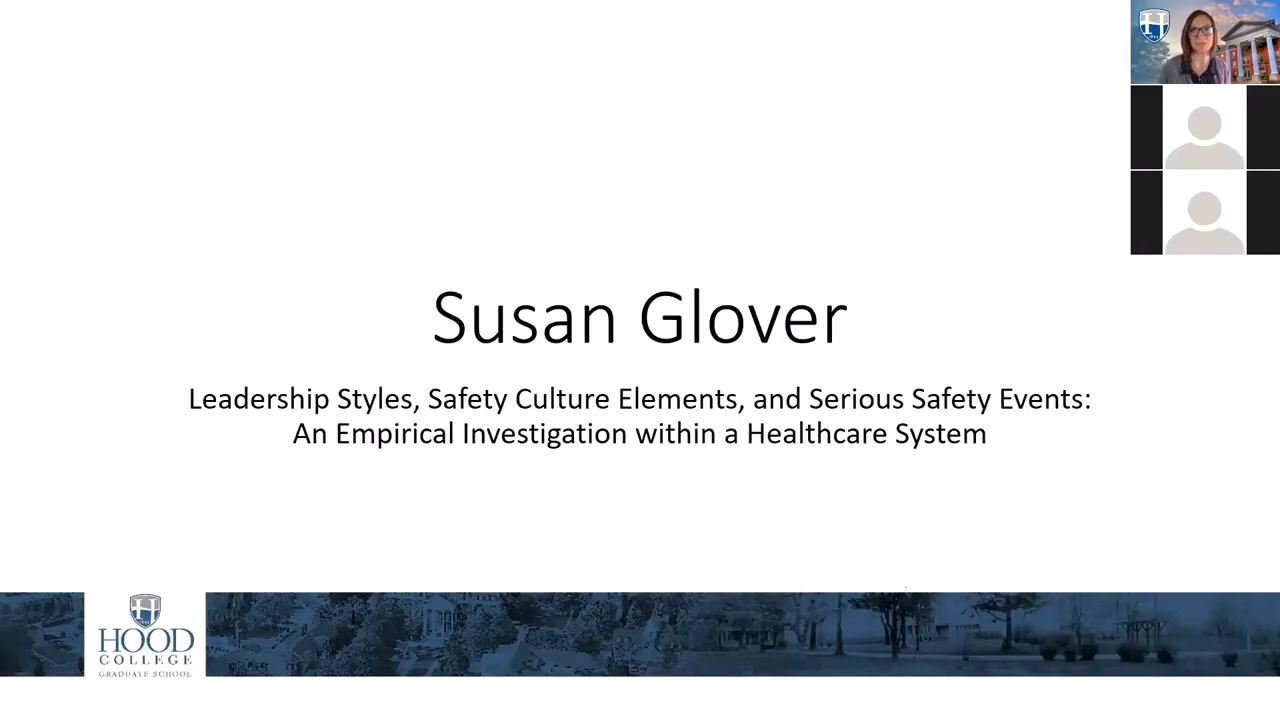 Susan Glover
Leadership Styles, Safety Culture Elements, and Serious Safety Events:
An Empirical Investigation within a Healthcare System
H
HOOD
COLLEGE
GRADUATE SCHOOL